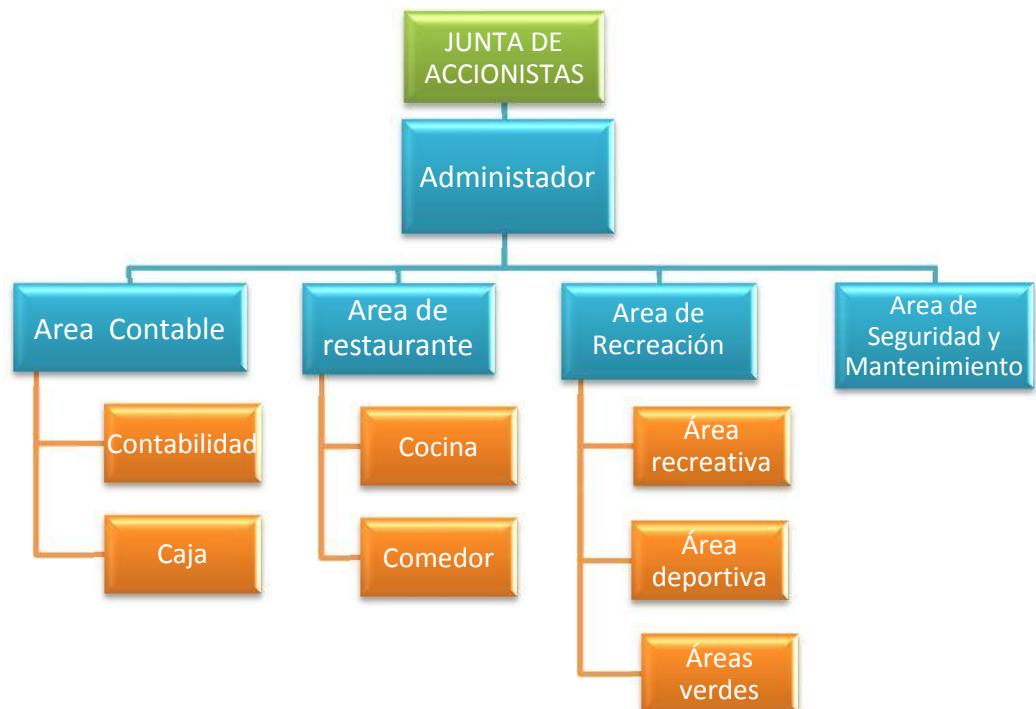 JUNTA DE
ACCIONISTAS
Administador
Area Contable
Area de
restaurante
Area de
Recreación
Area de
Seguridad y
Mantenimiento
Contabilidad
Caja
Cocina
Comedor
Área
recreativa
Área
deportiva
Áreas
verdes